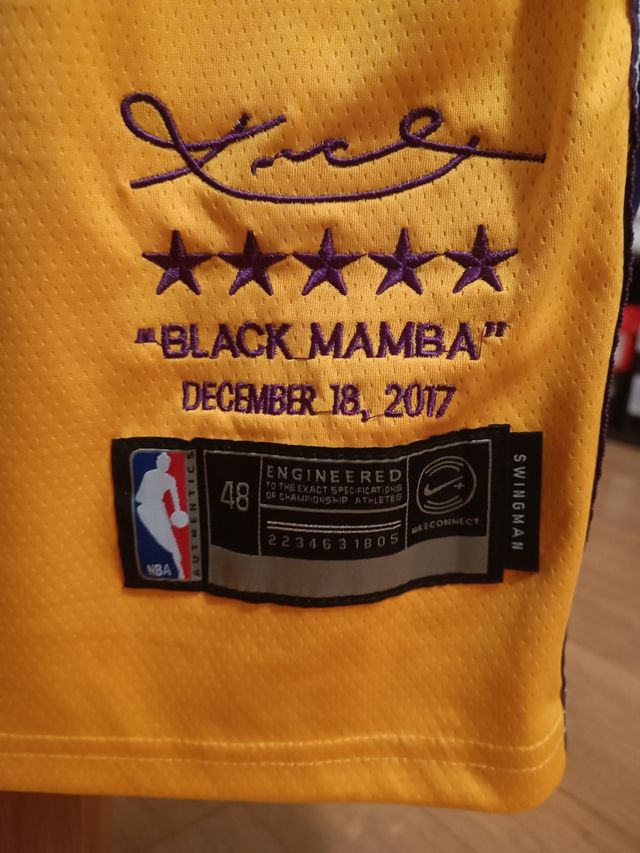 "BLACK MAMBA"
DECEMBER 18, 2017
NBA
AUTHENTICS
48
ENGINEERED
TO THE EXACT SPECIFICATIONS
OF CHAMPIONSHIP ATHLETES
2234631805
NIKECONNECT
SWINGMAN